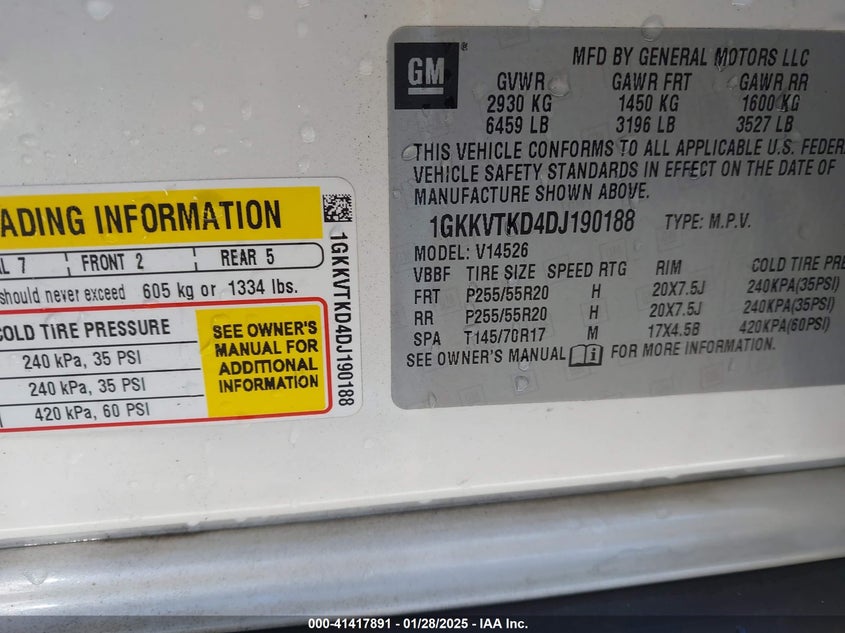 ADING INFORMATION
AL 7 FRONT 2 REAR 5
should never exceed 605 kg or 1334 lbs.
COLD TIRE PRESSURE
240 kPa, 35 PSI
240 kPa, 35 PSI
420 kPa, 60 PSI
SEE OWNER'S
MANUAL FOR
ADDITIONAL
INFORMATION
1GKKVTKD4DJ190188
GM ®
MFD BY GENERAL MOTORS LLC
GVWR GAWR FRT GAWR RR
2930 KG 1450 KG 1600 KG
6459 LB 3196 LB 3527 LB
THIS VEHICLE CONFORMS TO ALL APPLICABLE U.S. FEDER
VEHICLE SAFETY STANDARDS IN EFFECT ON THE DATE OF
MANUFACTURE SHOWN ABOVE.
1GKKVTKD4DJ190188 TYPE: M.P.V.
MODEL: V14526
VBBF TIRE SIZE SPEED RTG RIM COLD TIRE PRE
FRT P255/55R20 H 20X7.5J 240KPA(35PSI)
RR P255/55R20 H 20X7.5J 240KPA(35PSI)
SPA T145/70R17 M 17X4.5B 420KPA(60PSI)
SEE OWNER'S MANUAL i FOR MORE INFORMATION.
000-41417891 - 01/28/2025 - IAA Inc.